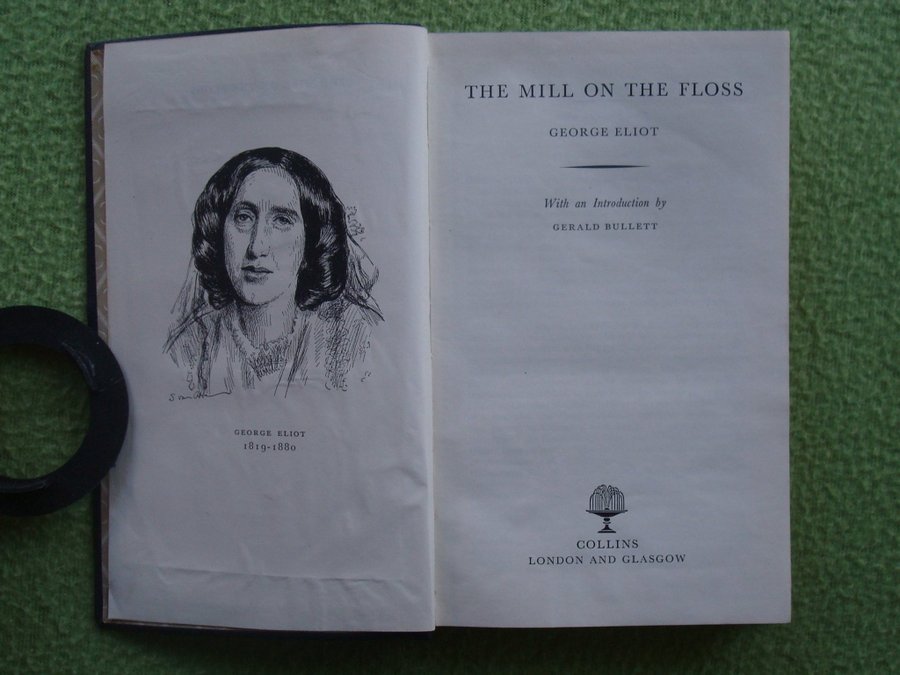 GEORGE ELIOT
1819-1880
THE MILL ON THE FLOSS
GEORGE ELIOT
With an Introduction by
GERALD BULLETT
COLLINS
LONDON AND GLASGOW